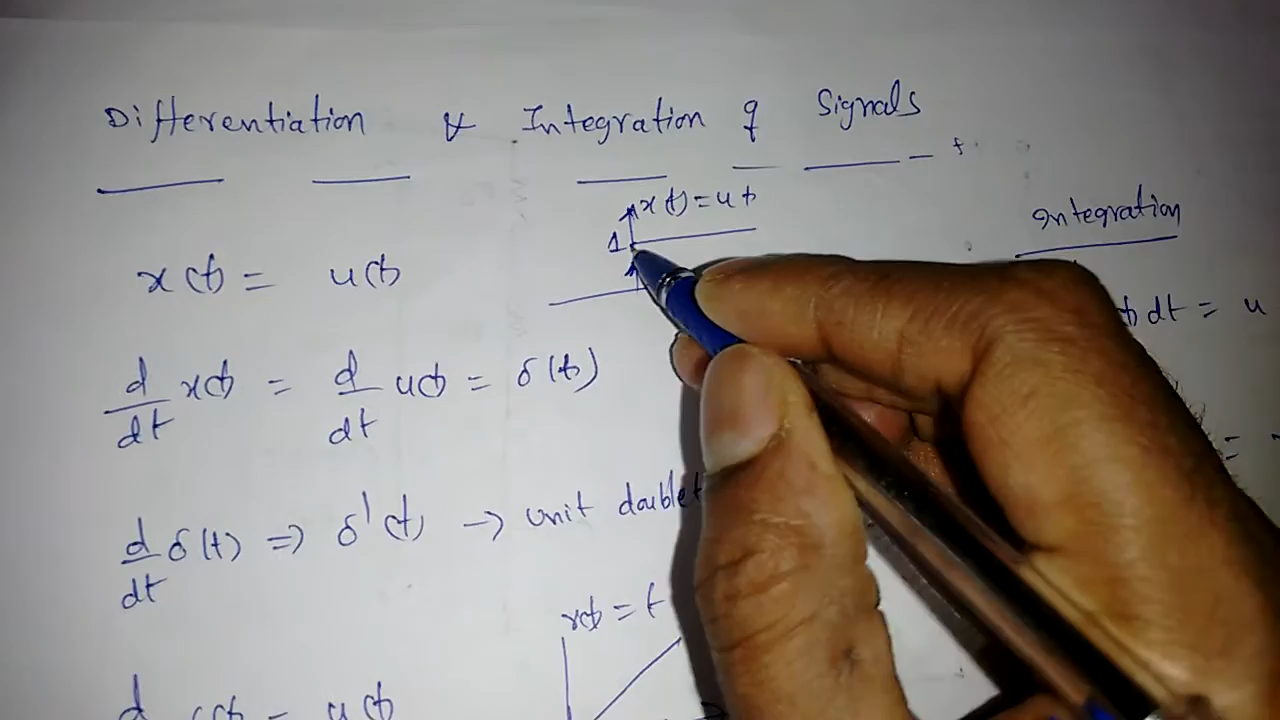 Differentiation & Integration of Signals
x(t) = u(t)
1
x(t) = u(t)
Integration
dt = u
d/dt x(t) = d/dt u(t) = δ(t)
d/dt δ(t) => δ'(t) -> unit doublet
r(t) = t
d r(t) = u(t)